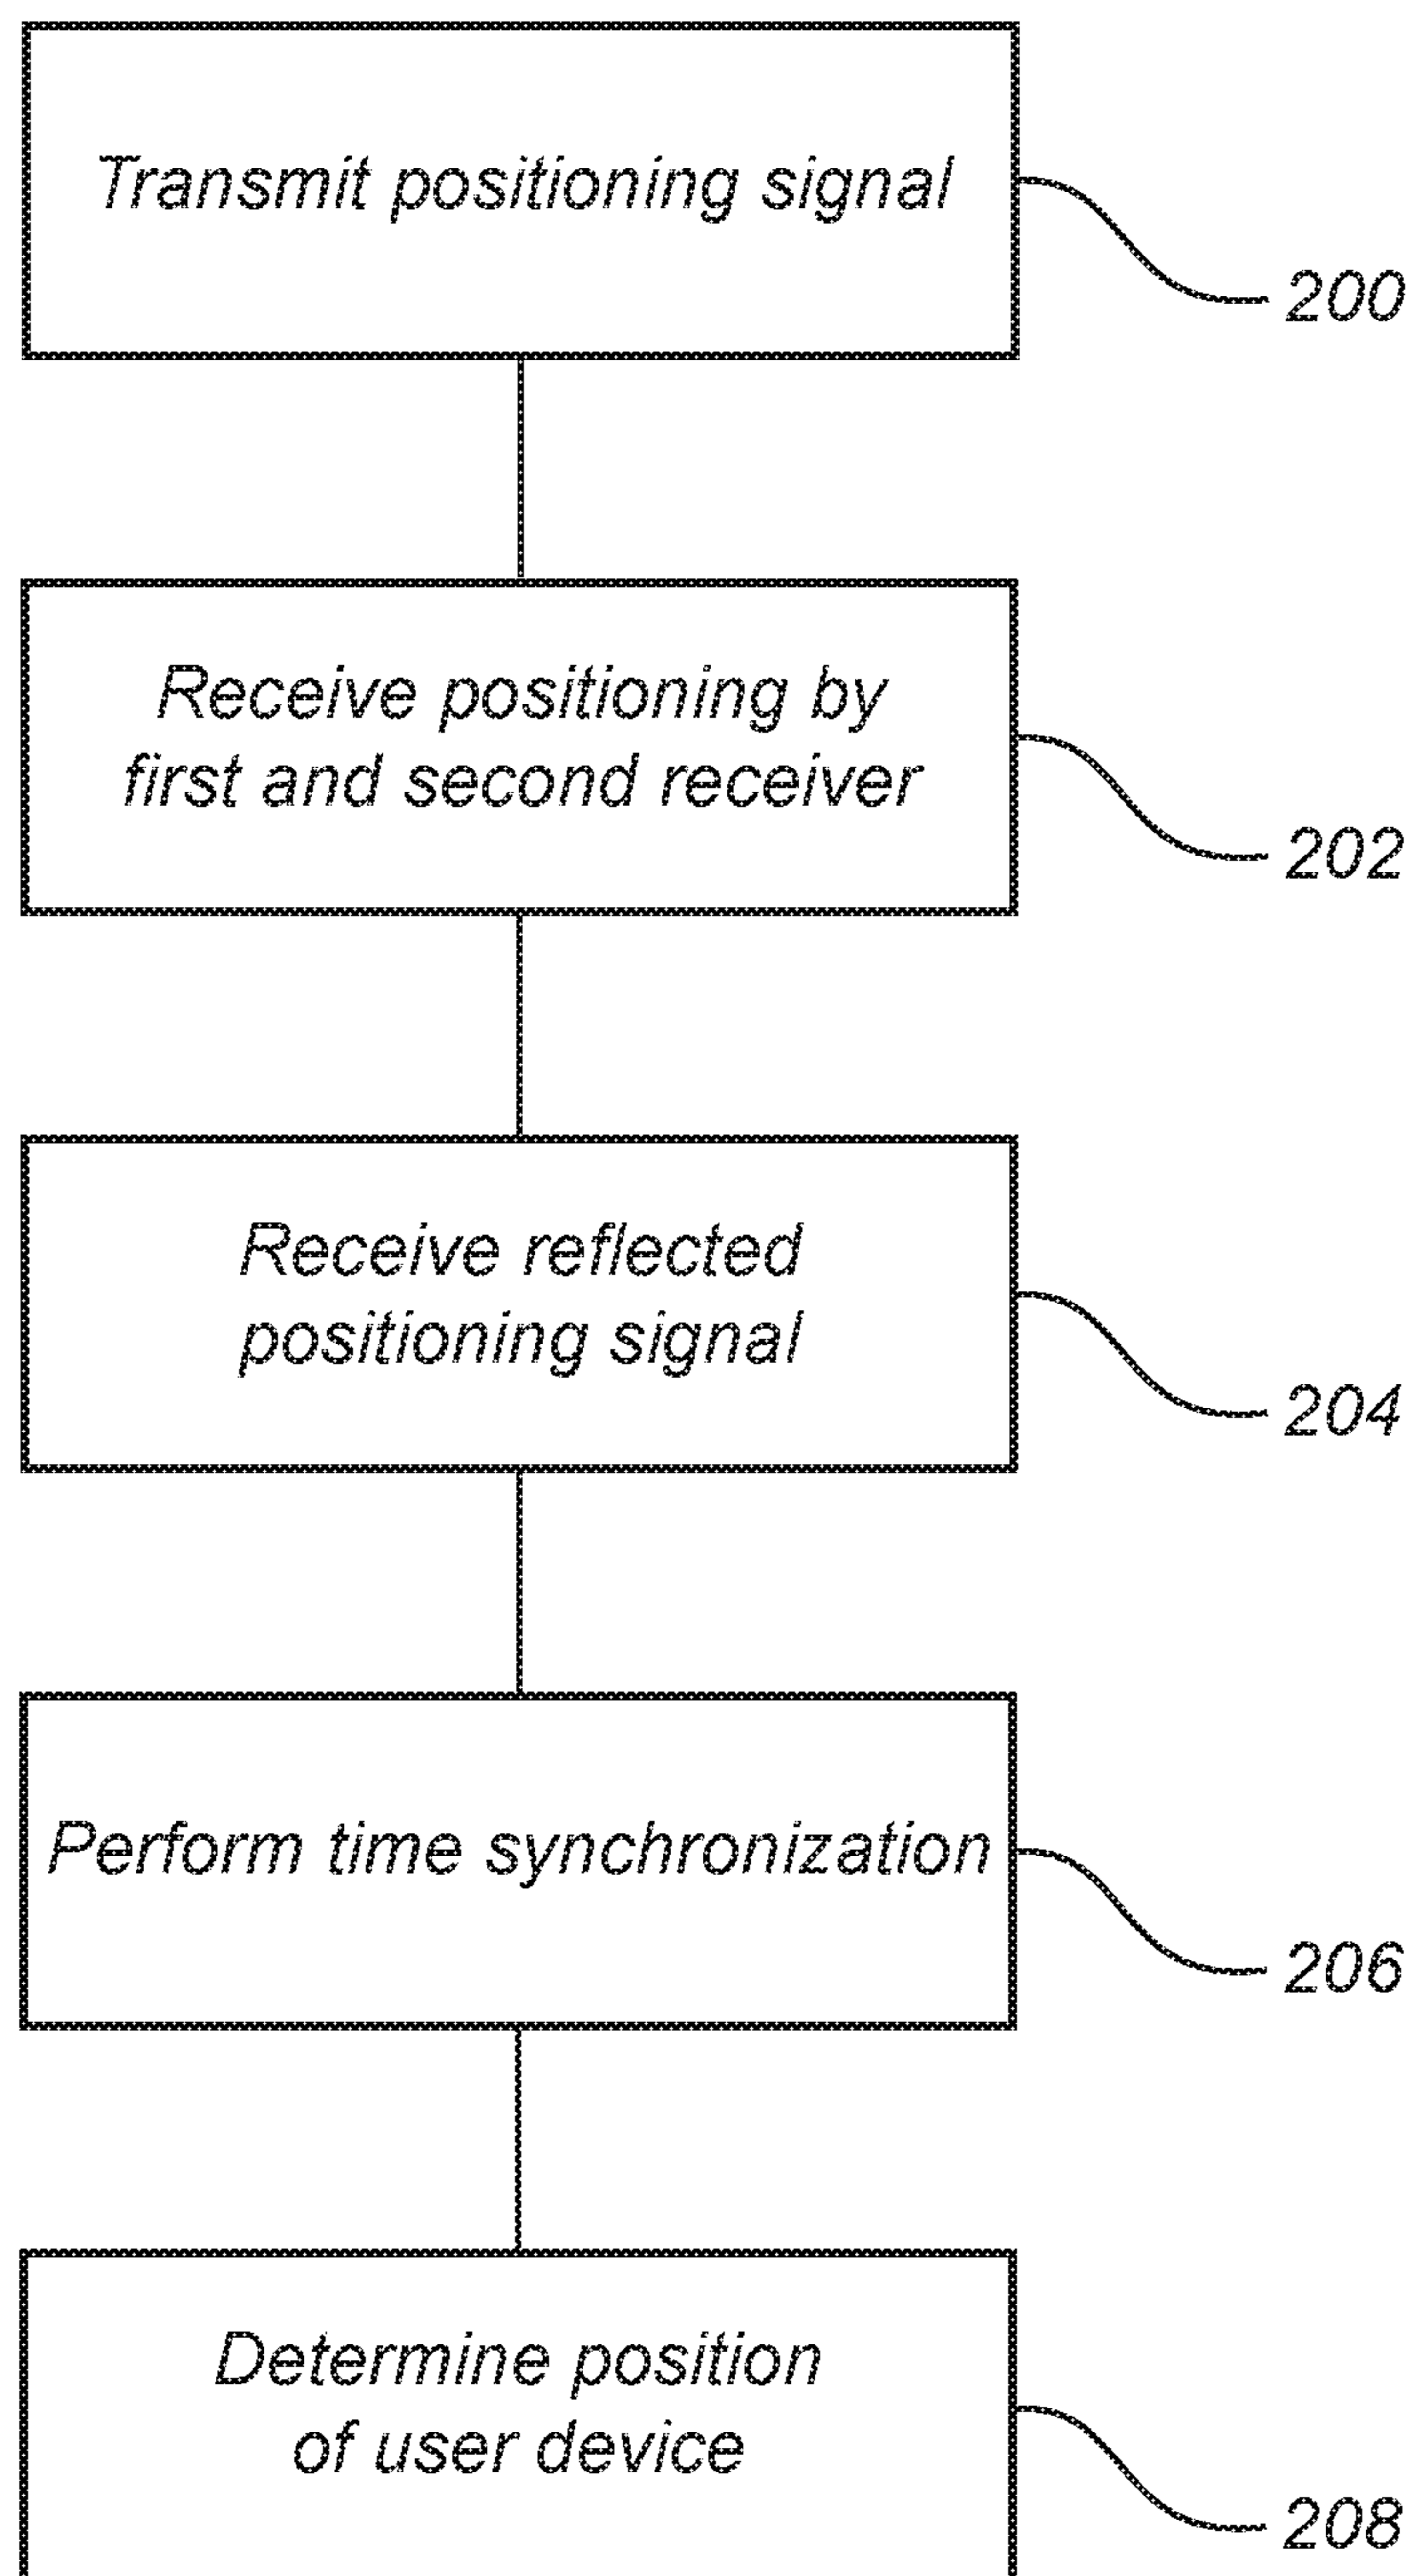 Transmit positioning signal
200
Receive positioning by
first and second receiver
202
Receive reflected
positioning signal
204
Perform time synchronization
206
Determine position
of user device
208